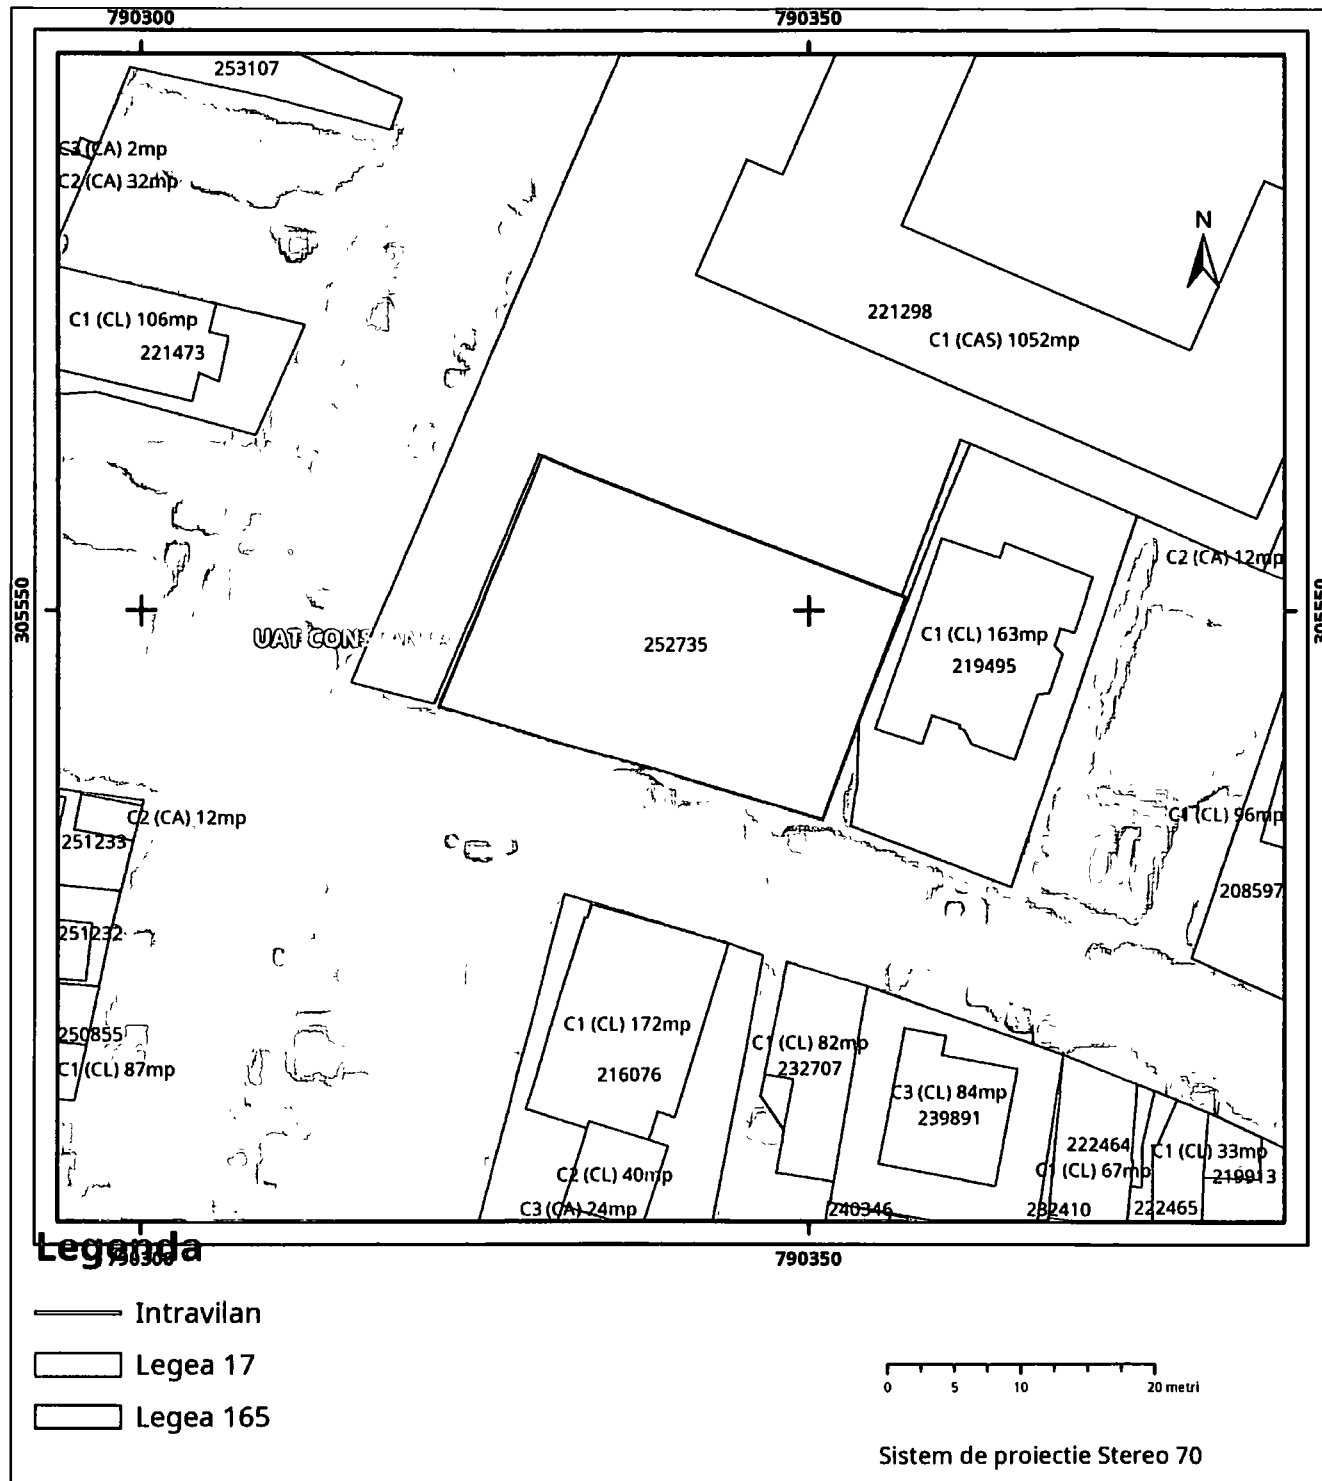 790300
790350
253107
C3 (CA) 2mp
C2 (CA) 32mp
N
C1 (CL) 106mp
221473
221298
C1 (CAS) 1052mp
C2 (CA) 12mp
305550
305550
UAT CONSTANTA
252735
C1 (CL) 163mp
219495
C2 (CA) 12mp
251233
C1 (CL) 96mp
208597
251232
250855
C1 (CL) 87mp
C1 (CL) 172mp
216076
C1 (CL) 82mp
232707
C3 (CL) 84mp
239891
222464
C1 (CL) 67mp
C1 (CL) 33mp
219913
C2 (CL) 40mp
C3 (CA) 24mp
240346
232410
222465
Legenda
790300
790350
Intravilan
Legea 17
Legea 165
0 5 10 20 metri
Sistem de proiectie Stereo 70